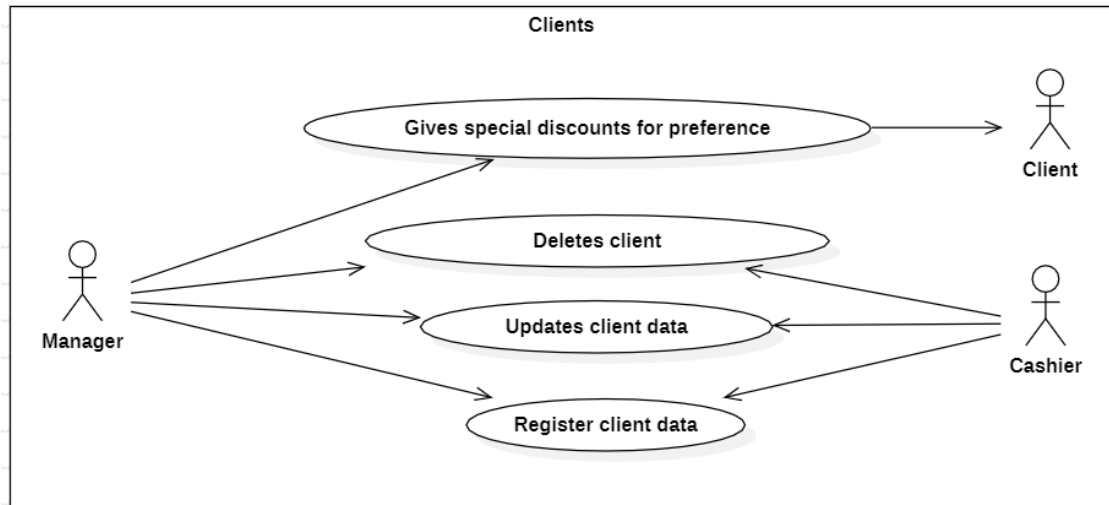 Clients
Gives special discounts for preference
Client
Deletes client
Manager
Updates client data
Cashier
Register client data